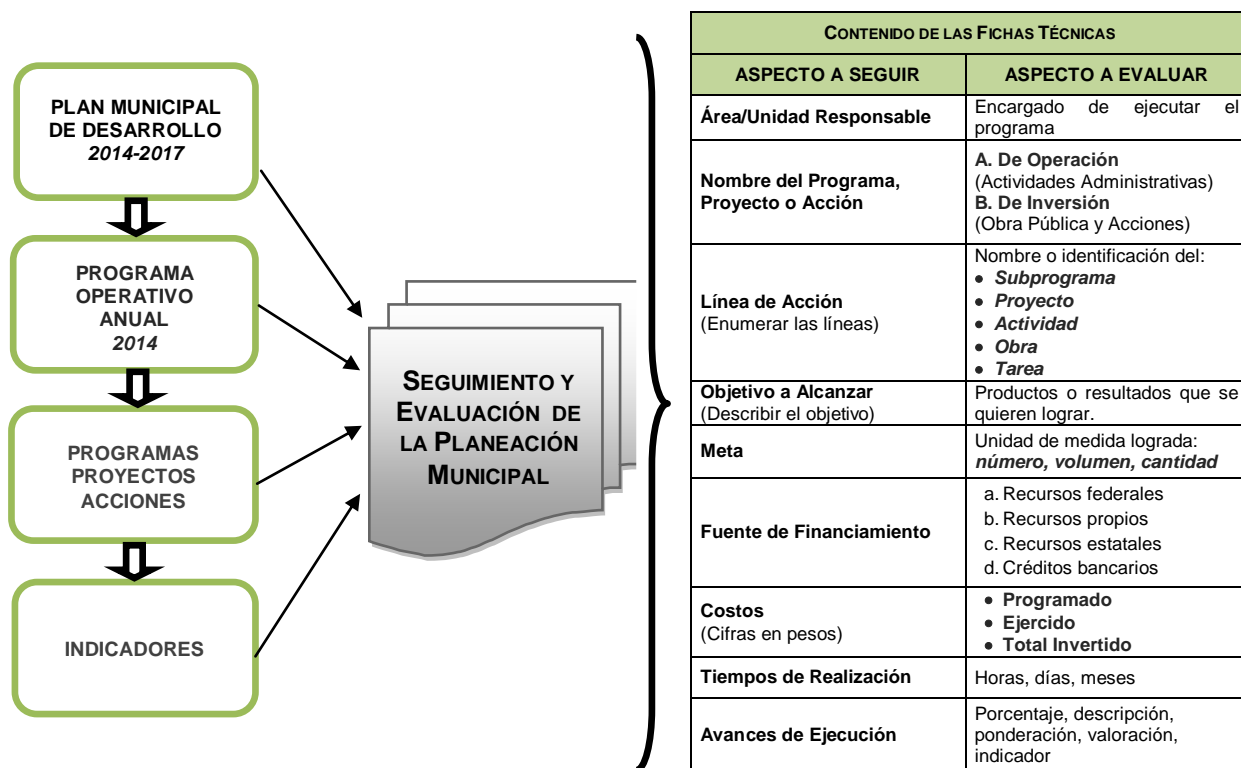 PLAN MUNICIPAL
DE DESARROLLO
2014-2017
PROGRAMA
OPERATIVO
ANUAL
2014
PROGRAMAS
PROYECTOS
ACCIONES
INDICADORES
SEGUIMIENTO Y
EVALUACIÓN DE
LA PLANEACIÓN
MUNICIPAL
CONTENIDO DE LAS FICHAS TÉCNICAS
ASPECTO A SEGUIR
ASPECTO A EVALUAR
Área/Unidad Responsable
Encargado de ejecutar el
programa
Nombre del Programa,
Proyecto o Acción
A. De Operación
(Actividades Administrativas)
B. De Inversión
(Obra Pública y Acciones)
Línea de Acción
(Enumerar las líneas)
Nombre o identificación del:
• Subprograma
• Proyecto
• Actividad
• Obra
• Tarea
Objetivo a Alcanzar
(Describir el objetivo)
Productos o resultados que se
quieren lograr.
Meta
Unidad de medida lograda:
número, volumen, cantidad
Fuente de Financiamiento
a. Recursos federales
b. Recursos propios
c. Recursos estatales
d. Créditos bancarios
Costos
(Cifras en pesos)
• Programado
• Ejercido
• Total Invertido
Tiempos de Realización
Horas, días, meses
Avances de Ejecución
Porcentaje, descripción,
ponderación, valoración,
indicador